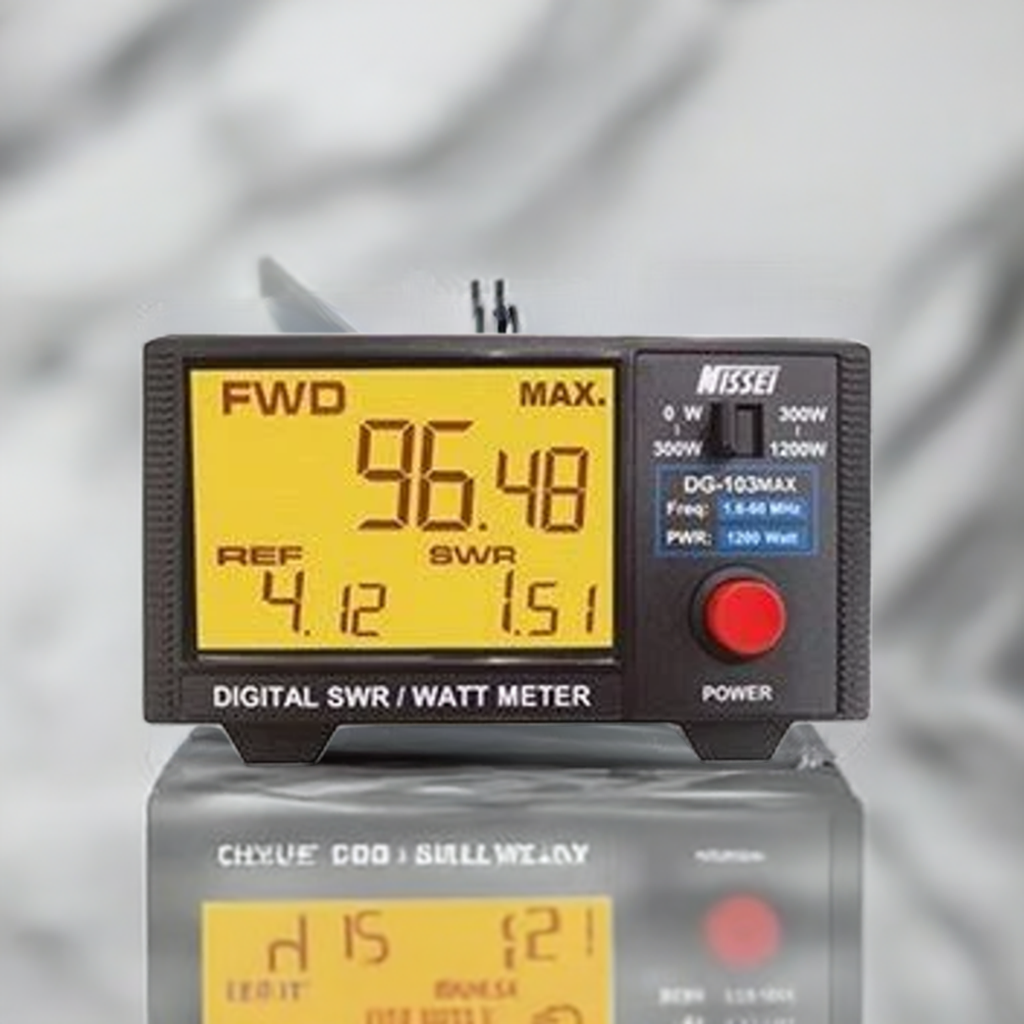 FWD MAX.
96.48
REF SWR
4.12 1.51
DIGITAL SWR / WATT METER
NISSEI
0 W 300W
300W 1200W
DG-103MAX
Freq: 1.6-60 MHz
PWR: 1200 Watt
POWER